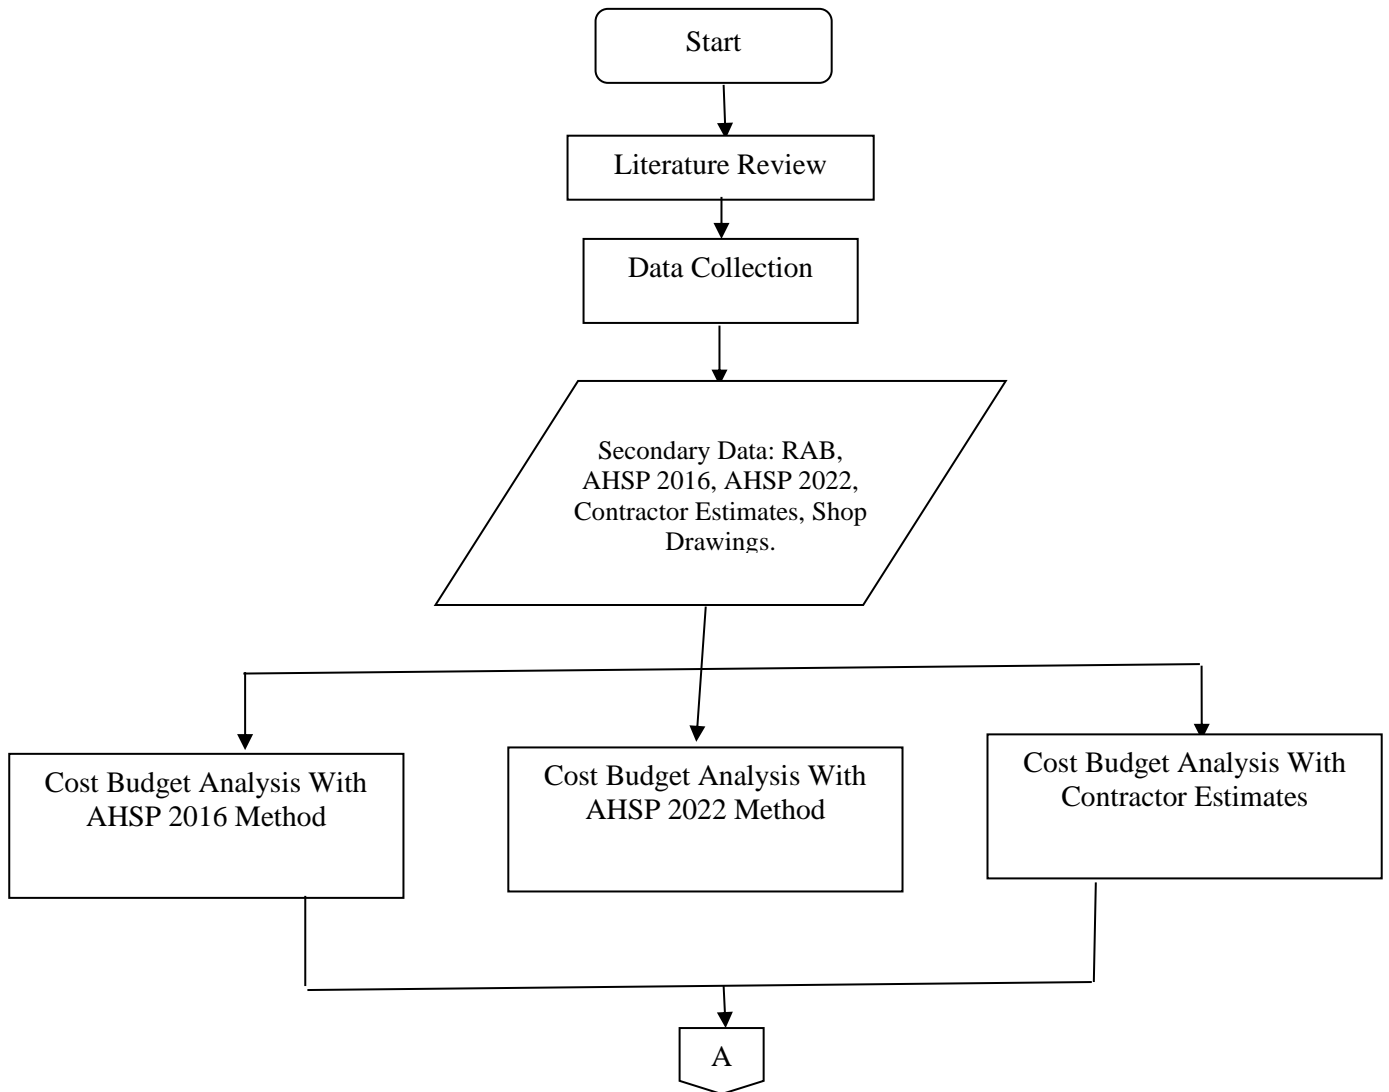 Start
Literature Review
Data Collection
Secondary Data: RAB,
AHSP 2016, AHSP 2022,
Contractor Estimates, Shop
Drawings.
Cost Budget Analysis With
AHSP 2016 Method
Cost Budget Analysis With
AHSP 2022 Method
Cost Budget Analysis With
Contractor Estimates
A